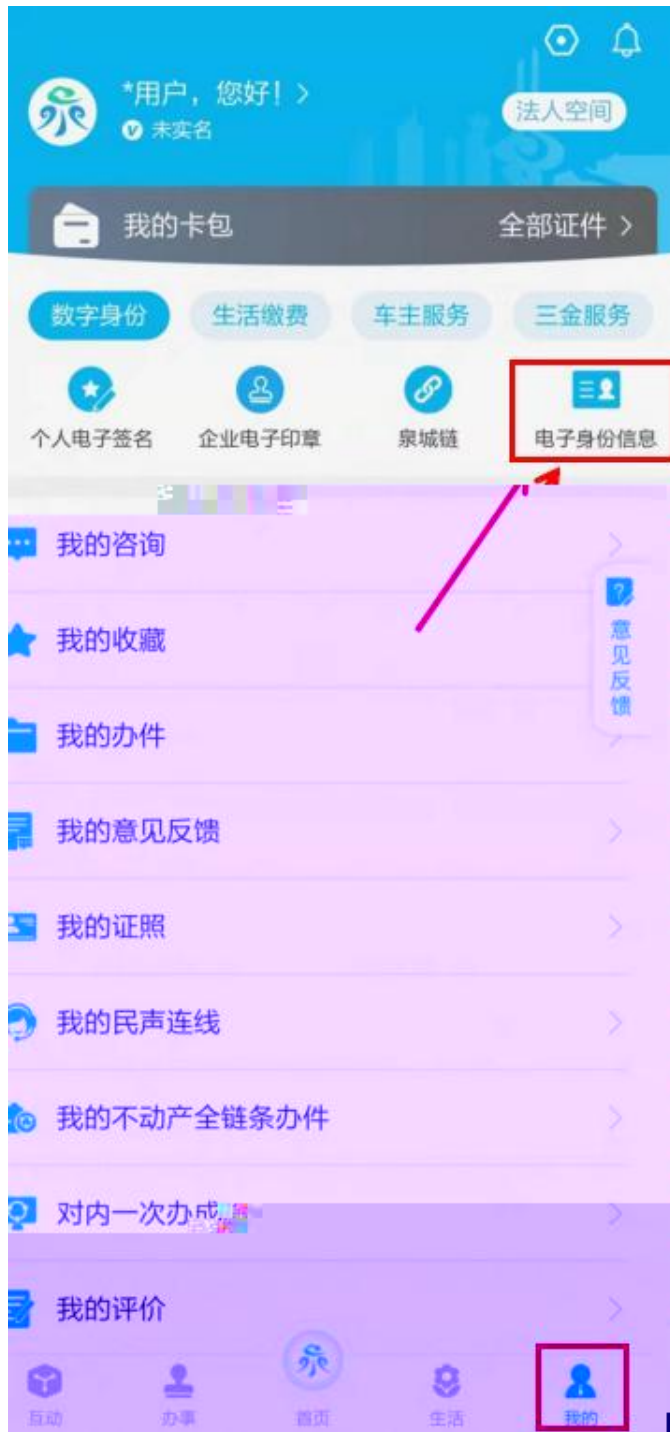 *用户，您好！
未实名
法人空间
我的卡包
全部证件
数字身份
生活缴费
车主服务
三金服务
个人电子签名
企业电子印章
泉城链
电子身份信息
我的咨询
意见反馈
我的收藏
我的办件
我的意见反馈
我的证照
我的民声连线
我的不动产全链条办件
对内一次办成
我的评价
互动
办事
首页
生活
我的